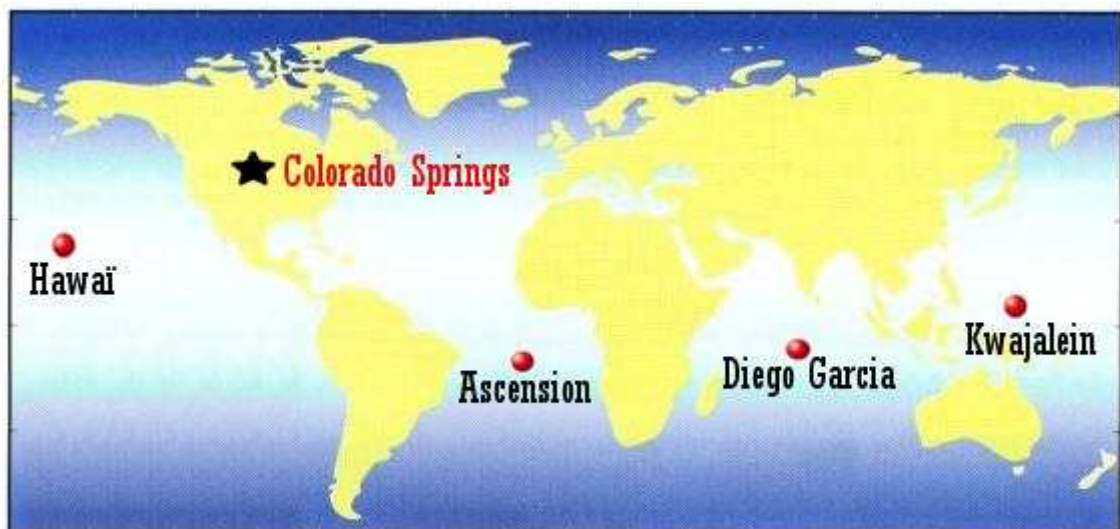 Colorado Springs
Hawaï
Kwajalein
Diego Garcia
Ascension